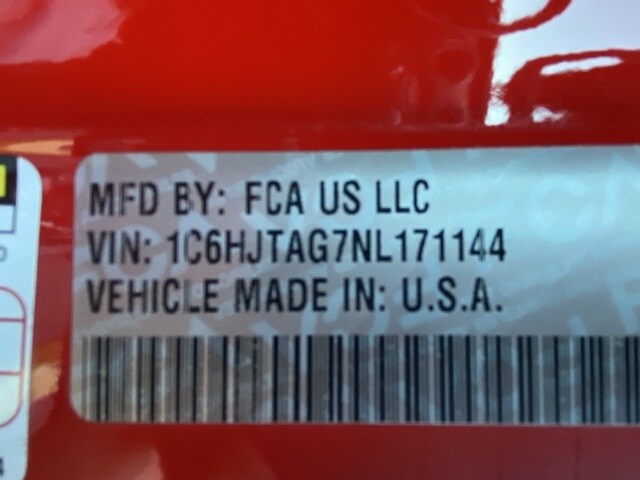 MFD BY: FCA US LLC
VIN: 1C6HJTAG7NL171144
VEHICLE MADE IN: U.S.A.